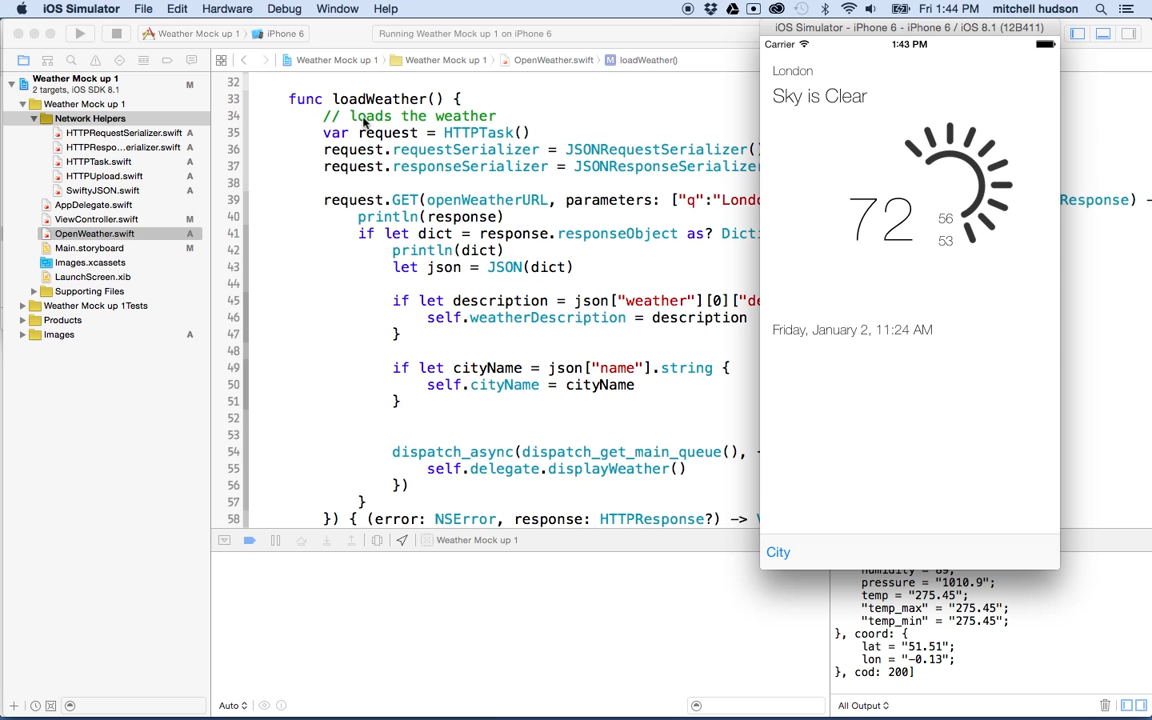 iOS Simulator File Edit Hardware Debug Window Help Fri 1:44 PM mitchell hudson
Weather Mock up 1 iPhone 6 Running Weather Mock up 1 on iPhone 6
iOS Simulator - iPhone 6 - iPhone 6 / iOS 8.1 (12B411)
Carrier 1:43 PM
London
Sky is Clear
72
56
53
Friday, January 2, 11:24 AM
City
Weather Mock up 1 Weather Mock up 1 OpenWeather.swift M loadWeather()
Weather Mock up 1 M
2 targets, iOS SDK 8.1
Weather Mock up 1
Network Helpers
HTTPRequestSerializer.swift A
HTTPRespo...erializer.swift A
HTTPTask.swift A
HTTPUpload.swift A
SwiftyJSON.swift A
AppDelegate.swift
ViewController.swift M
OpenWeather.swift A
Main.storyboard M
Images.xcassets
LaunchScreen.xib
Supporting Files
Weather Mock up 1Tests
Products
Images A
32
33 func loadWeather() {
34 // loads the weather
35 var request = HTTPTask()
36 request.requestSerializer = JSONRequestSerializer(
37 request.responseSerializer = JSONResponseSerialize
38
39 request.GET(openWeatherURL, parameters: ["q":"Lond Response) -
40 println(response)
41 if let dict = response.responseObject as? Dict
42 println(dict)
43 let json = JSON(dict)
44
45 if let description = json["weather"][0]["de
46 self.weatherDescription = description
47 }
48
49 if let cityName = json["name"].string {
50 self.cityName = cityName
51 }
52
53
54 dispatch_async(dispatch_get_main_queue(), -
55 self.delegate.displayWeather()
56 })
57 }
58 }) { (error: NSError, response: HTTPResponse?) -> V
Weather Mock up 1
humidity = 89;
pressure = "1010.9";
temp = "275.45";
"temp_max" = "275.45";
"temp_min" = "275.45";
}, coord: {
lat = "51.51";
lon = "-0.13";
}, cod: 200]
Auto All Output